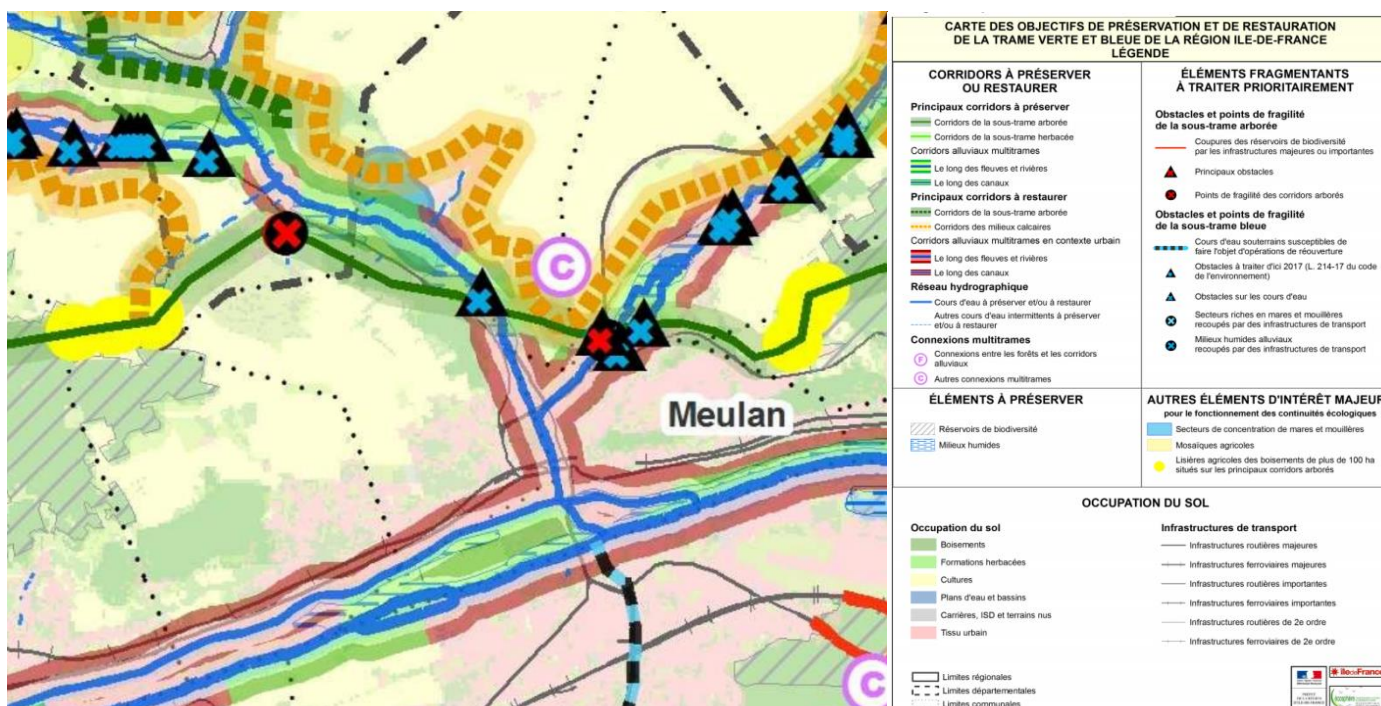 Meulan
C
C
CARTE DES OBJECTIFS DE PRÉSERVATION ET DE RESTAURATION
DE LA TRAME VERTE ET BLEUE DE LA RÉGION ILE-DE-FRANCE
LÉGENDE
CORRIDORS À PRÉSERVER
OU RESTAURER
Principaux corridors à préserver
Corridors de la sous-trame arborée
Corridors de la sous-trame herbacée
Corridors alluviaux multitrames
Le long des fleuves et rivières
Le long des canaux
Principaux corridors à restaurer
Corridors de la sous-trame arborée
Corridors des milieux calcaires
Corridors alluviaux multitrames en contexte urbain
Le long des fleuves et rivières
Le long des canaux
Réseau hydrographique
Cours d'eau à préserver et/ou à restaurer
Autres cours d'eau intermittents à préserver
et/ou à restaurer
Connexions multitrames
F Connexions entre les forêts et les corridors
alluviaux
C Autres connexions multitrames
ÉLÉMENTS FRAGMENTANTS
À TRAITER PRIORITAIREMENT
Obstacles et points de fragilité
de la sous-trame arborée
Coupures des réservoirs de biodiversité
par les infrastructures majeures ou importantes
Principaux obstacles
Points de fragilité des corridors arborés
Obstacles et points de fragilité
de la sous-trame bleue
Cours d'eau souterrains susceptibles de
faire l'objet d'opérations de réouverture
Obstacles à traiter d'ici 2017 (L. 214-17 du code
de l'environnement)
Obstacles sur les cours d'eau
Secteurs riches en mares et mouillères
recoupés par des infrastructures de transport
Milieux humides alluviaux
recoupés par des infrastructures de transport
ÉLÉMENTS À PRÉSERVER
Réservoirs de biodiversité
Milieux humides
AUTRES ÉLÉMENTS D'INTÉRÊT MAJEUR
pour le fonctionnement des continuités écologiques
Secteurs de concentration de mares et mouillères
Mosaïques agricoles
Lisières agricoles des boisements de plus de 100 ha
situés sur les principaux corridors arborés
OCCUPATION DU SOL
Occupation du sol
Boisements
Formations herbacées
Cultures
Plans d'eau et bassins
Carrières, ISD et terrains nus
Tissu urbain
Infrastructures de transport
Infrastructures routières majeures
Infrastructures ferroviaires majeures
Infrastructures routières importantes
Infrastructures ferroviaires importantes
Infrastructures routières de 2e ordre
Infrastructures ferroviaires de 2e ordre
Limites régionales
Limites départementales
Limites communales
îledeFrance